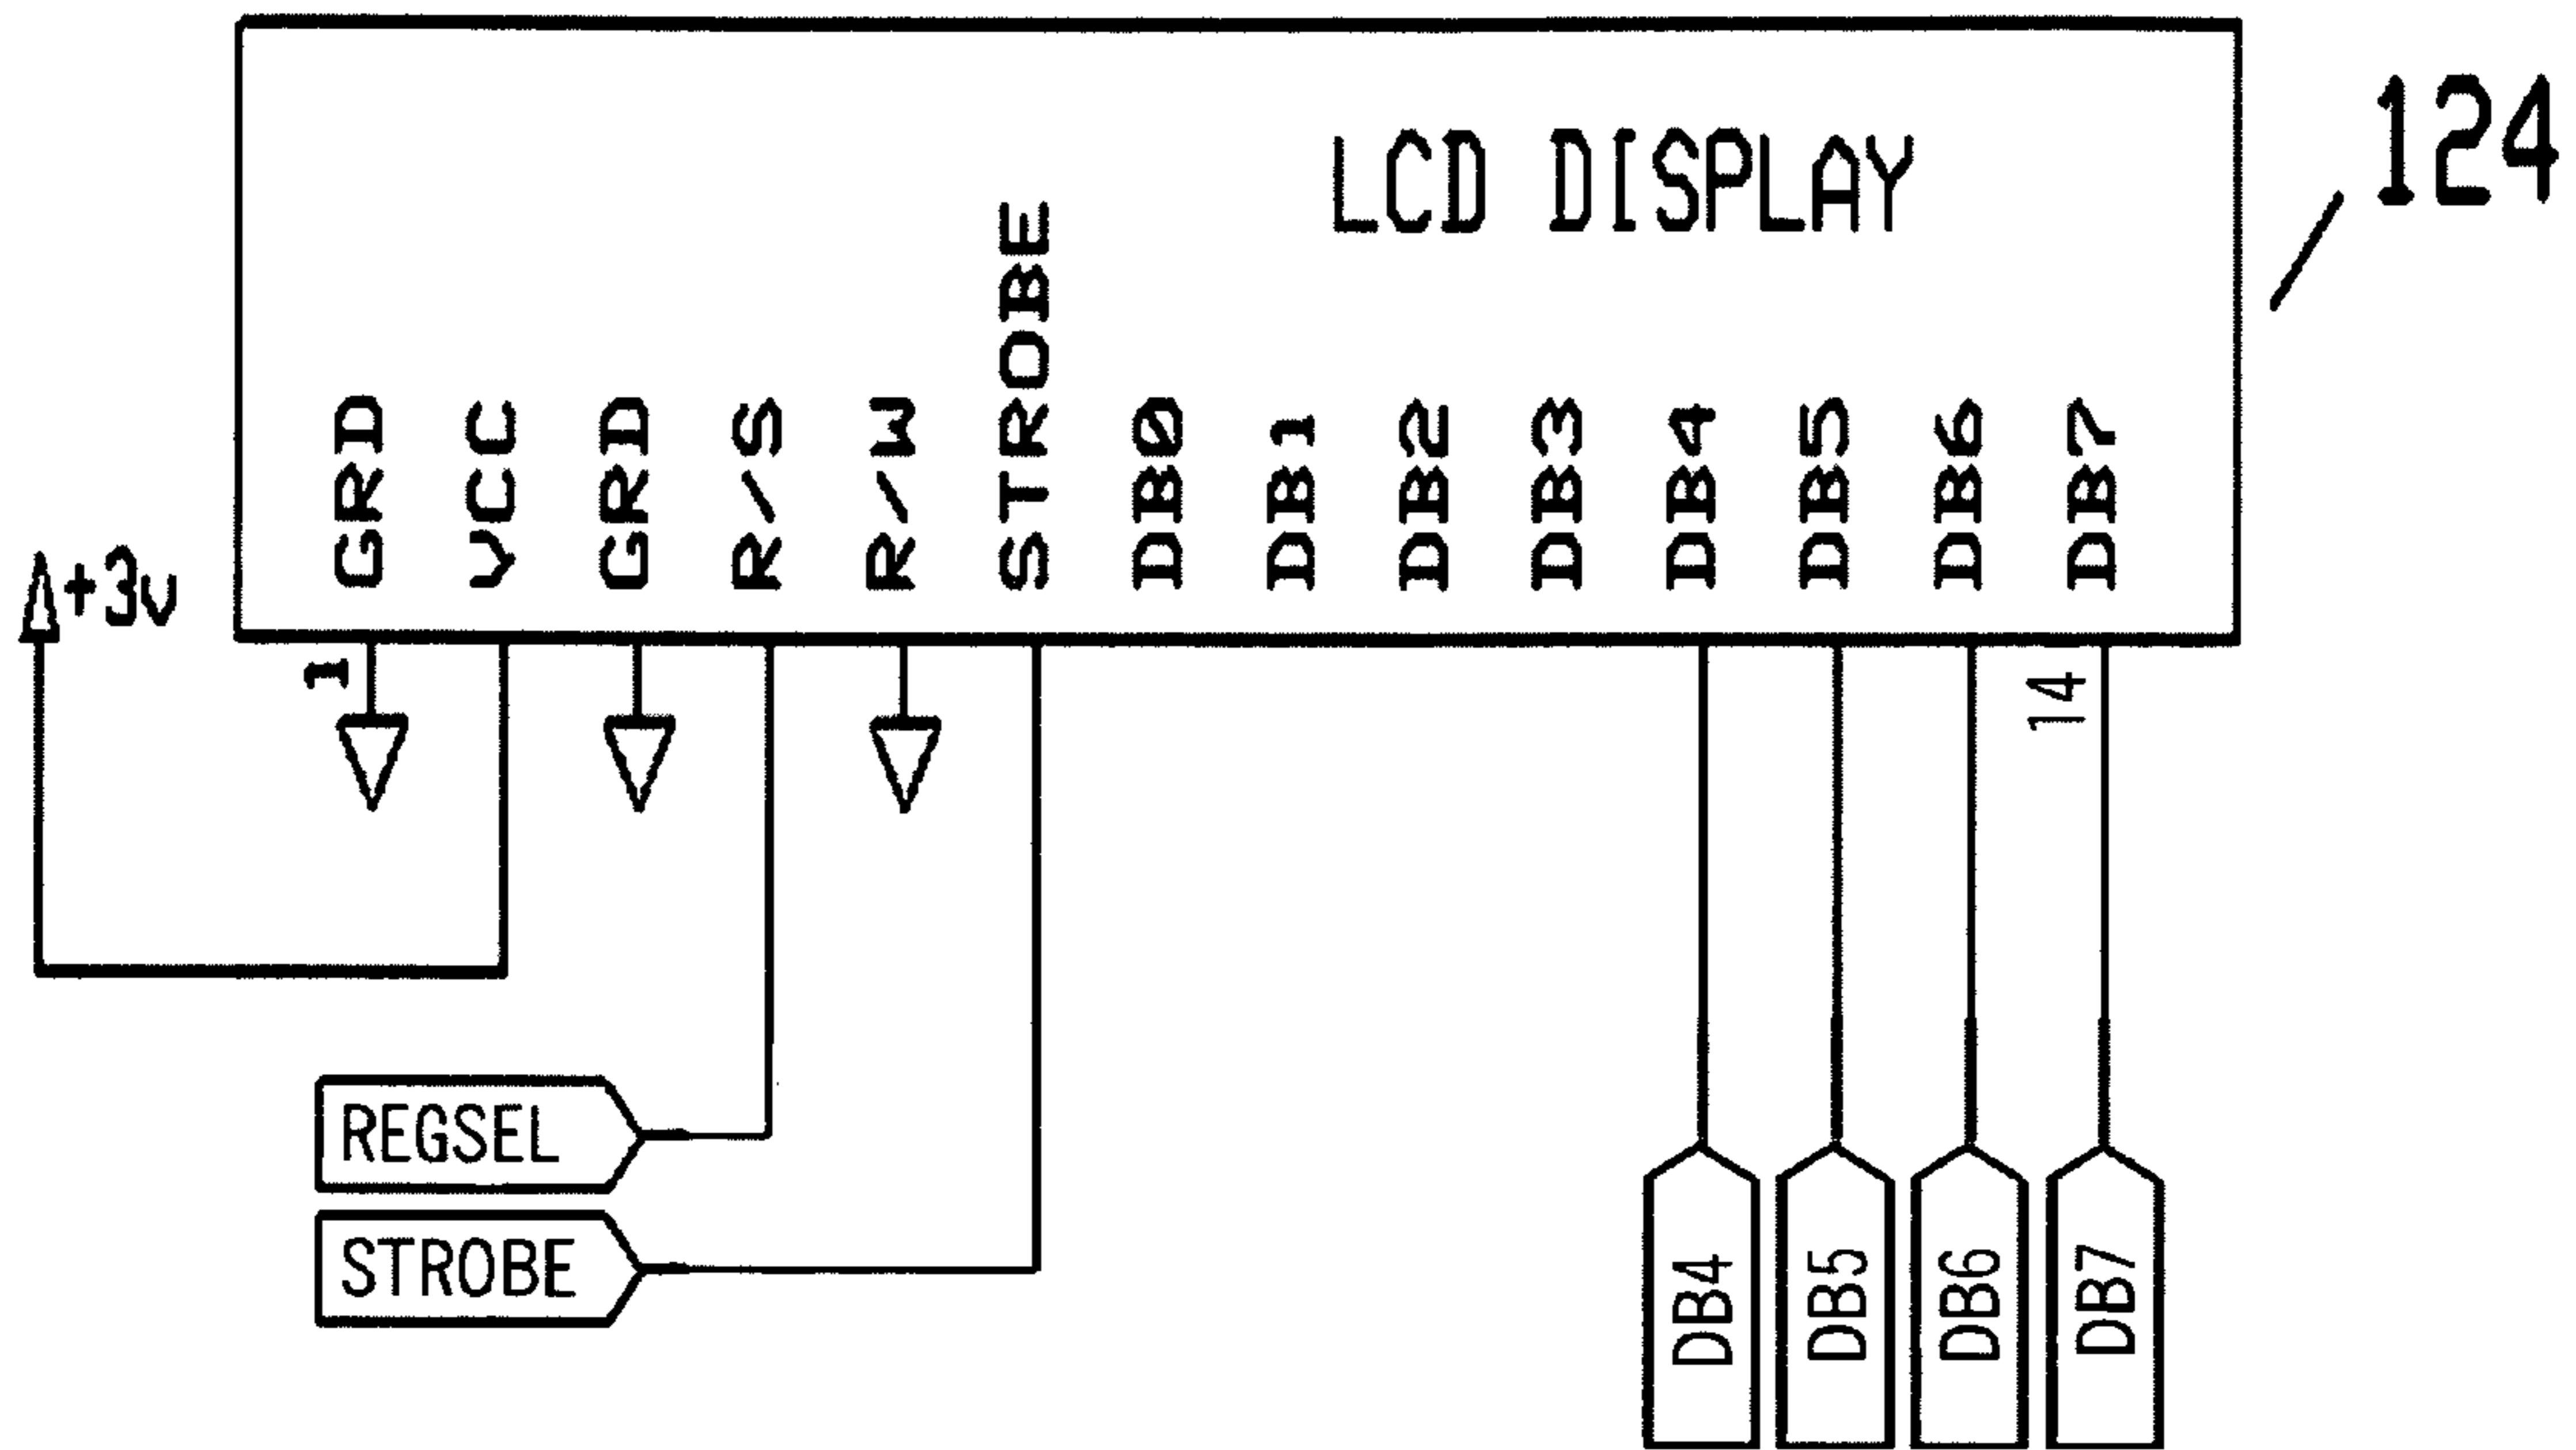 124
LCD DISPLAY
GRD
VCC
GRD
R/S
R/W
STROBE
DB0
DB1
DB2
DB3
DB4
DB5
DB6
DB7
+3v
1
14
REGSEL
STROBE
DB4
DB5
DB6
DB7